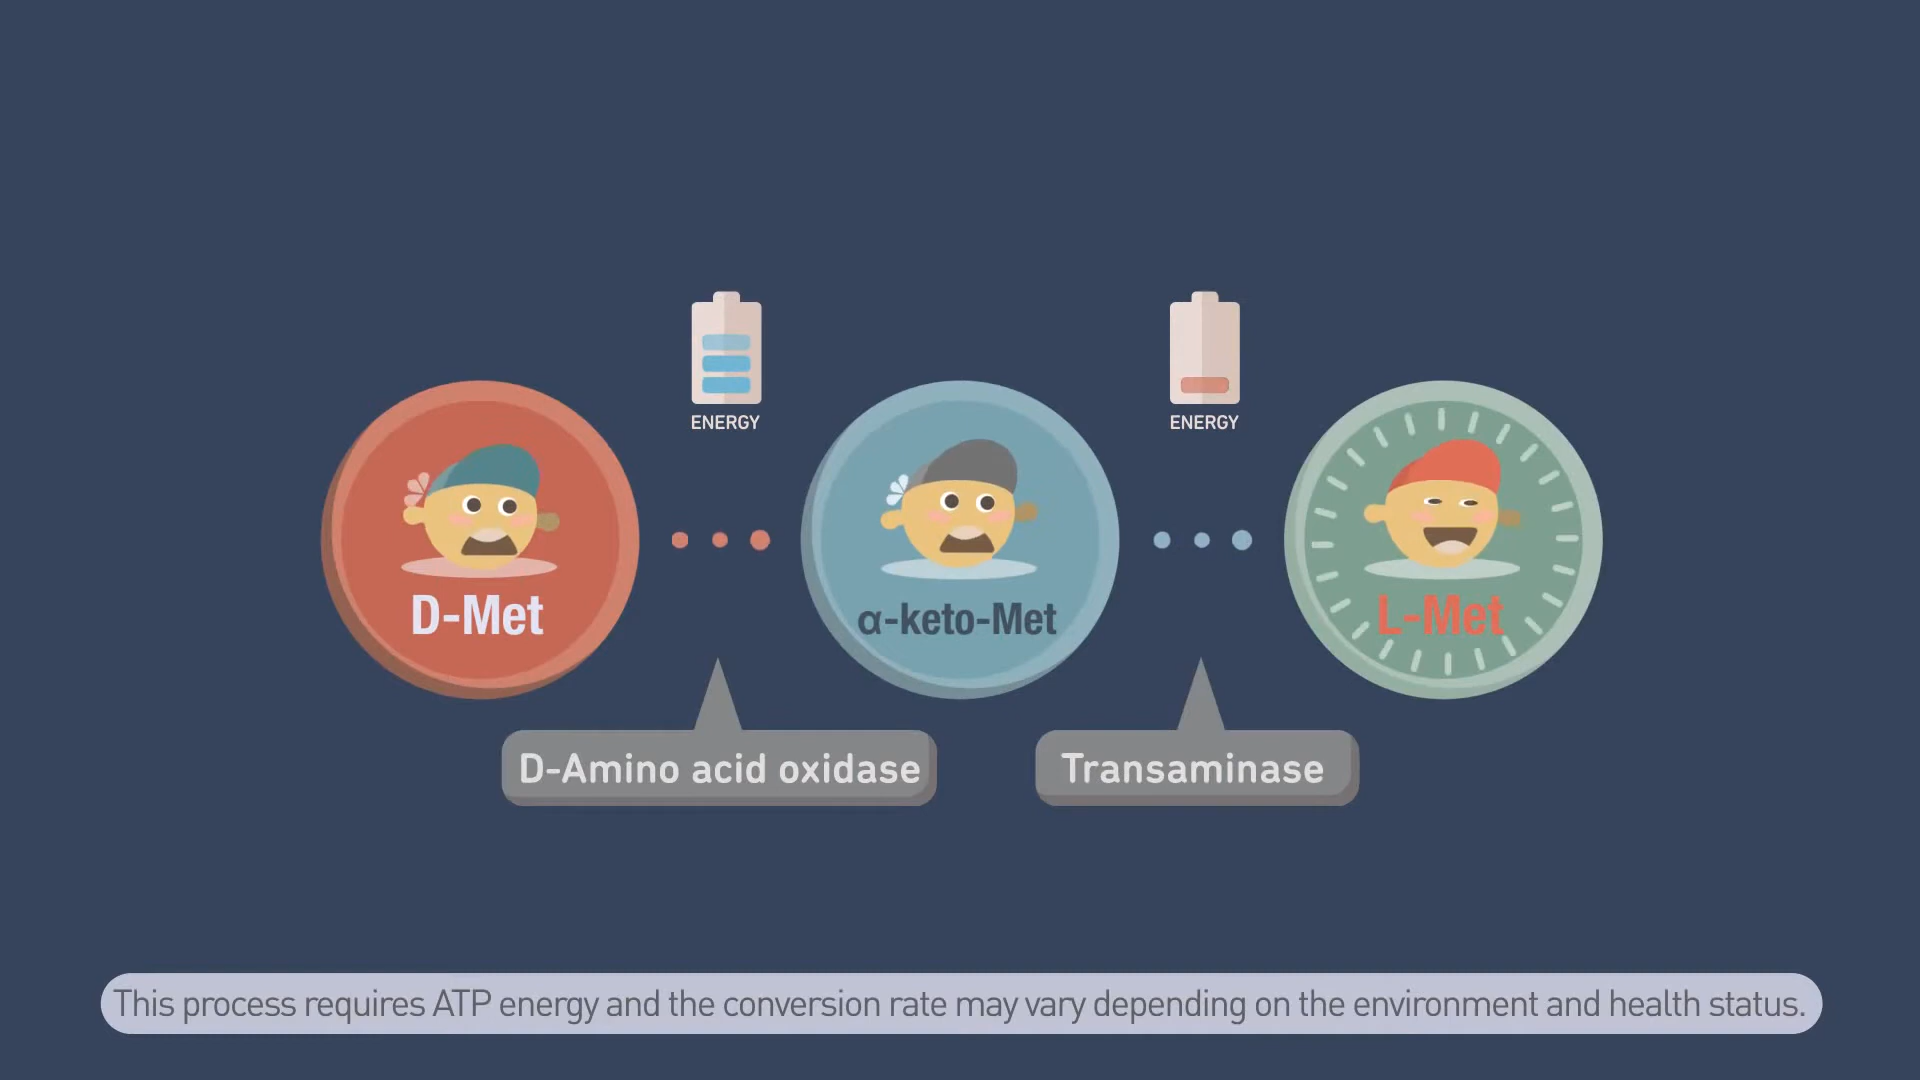 ENERGY
ENERGY
D-Met
α-keto-Met
L-Met
D-Amino acid oxidase
Transaminase
This process requires ATP energy and the conversion rate may vary depending on the environment and health status.